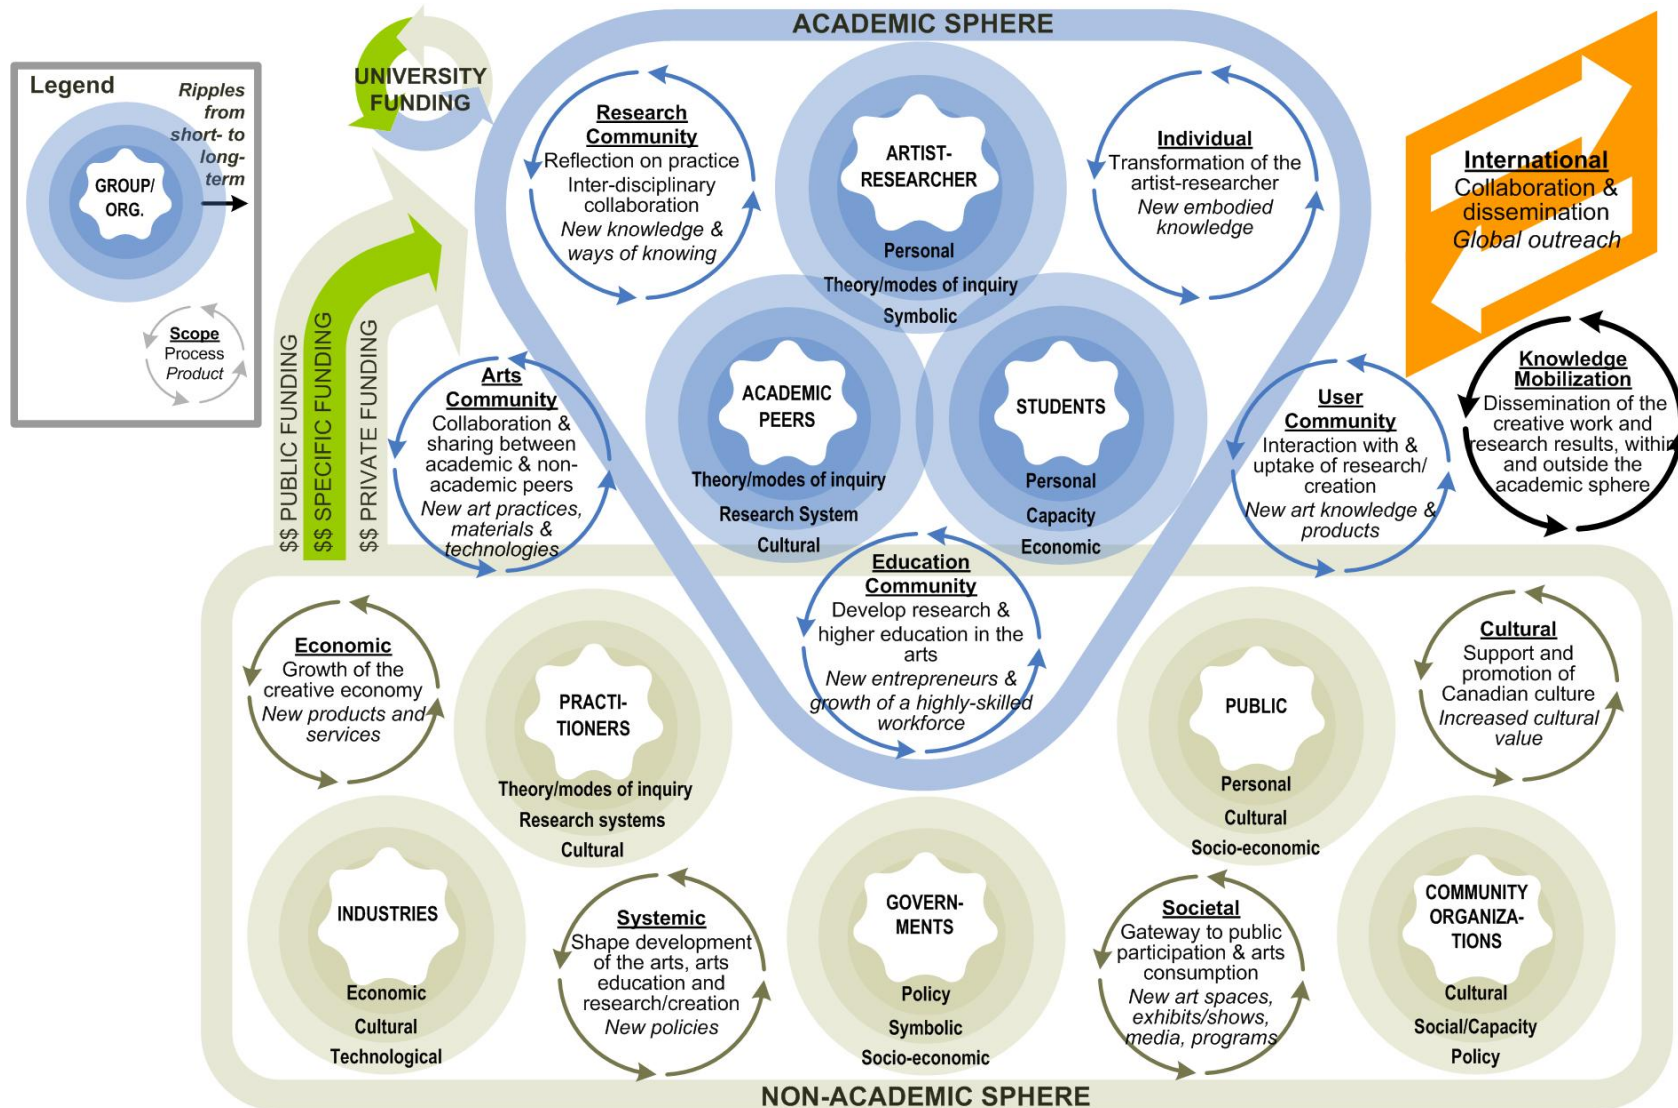 ACADEMIC SPHERE
Legend
Ripples
from
short- to
long-
term
GROUP/
ORG.
Scope
Process
Product
UNIVERSITY
FUNDING
$$ PUBLIC FUNDING
$$ SPECIFIC FUNDING
$$ PRIVATE FUNDING
Research
Community
Reflection on practice
Inter-disciplinary
collaboration
New knowledge &
ways of knowing
ARTIST-
RESEARCHER
Personal
Theory/modes of inquiry
Symbolic
Individual
Transformation of the
artist-researcher
New embodied
knowledge
International
Collaboration &
dissemination
Global outreach
Arts
Community
Collaboration &
sharing between
academic & non-
academic peers
New art practices,
materials &
technologies
ACADEMIC
PEERS
Theory/modes of inquiry
Research System
Cultural
STUDENTS
Personal
Capacity
Economic
User
Community
Interaction with &
uptake of research/
creation
New art knowledge &
products
Knowledge
Mobilization
Dissemination of the
creative work and
research results, within
and outside the
academic sphere
Education
Community
Develop research &
higher education in the
arts
New entrepreneurs &
growth of a highly-skilled
workforce
Economic
Growth of the
creative economy
New products and
services
PRACTI-
TIONERS
Theory/modes of inquiry
Research systems
Cultural
PUBLIC
Personal
Cultural
Socio-economic
Cultural
Support and
promotion of
Canadian culture
Increased cultural
value
INDUSTRIES
Economic
Cultural
Technological
Systemic
Shape development
of the arts, arts
education and
research/creation
New policies
GOVERN-
MENTS
Policy
Symbolic
Socio-economic
Societal
Gateway to public
participation & arts
consumption
New art spaces,
exhibits/shows,
media, programs
COMMUNITY
ORGANIZA-
TIONS
Cultural
Social/Capacity
Policy
NON-ACADEMIC SPHERE